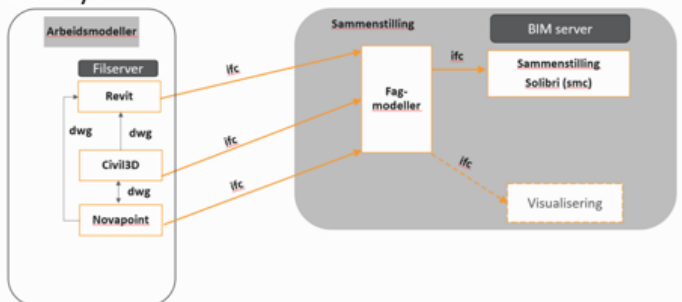 Arbeidsmodeller
Filserver
Revit
dwg
dwg
Civil3D
dwg
Novapoint
ifc
ifc
ifc
Sammenstilling
Fag-
modeller
ifc
ifc
BIM server
Sammenstilling
Solibri (smc)
Visualisering